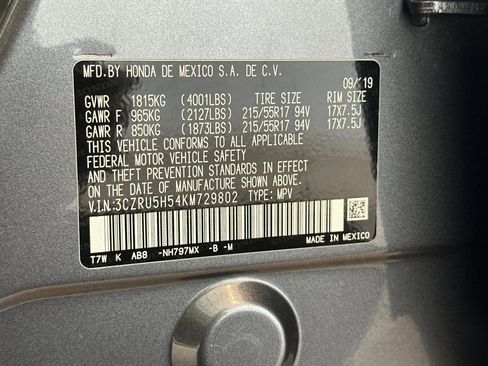 MFD.BY HONDA DE MEXICO S.A. DE C.V.
09/19
GVWR 1815KG (4001LBS) TIRE SIZE RIM SIZE
GAWR F 965KG (2127LBS) 215/55R17 94V 17X7.5J
GAWR R 850KG (1873LBS) 215/55R17 94V 17X7.5J
THIS VEHICLE CONFORMS TO ALL APPLICABLE
FEDERAL MOTOR VEHICLE SAFETY
AND THEFT PREVENTION STANDARDS IN EFFECT
ON THE DATE OF MANUFACTURE SHOWN ABOVE.
V.I.N.:3CZRU5H54KM729802 TYPE: MPV
T7W K AB8 -NH797MX -B -M MADE IN MEXICO